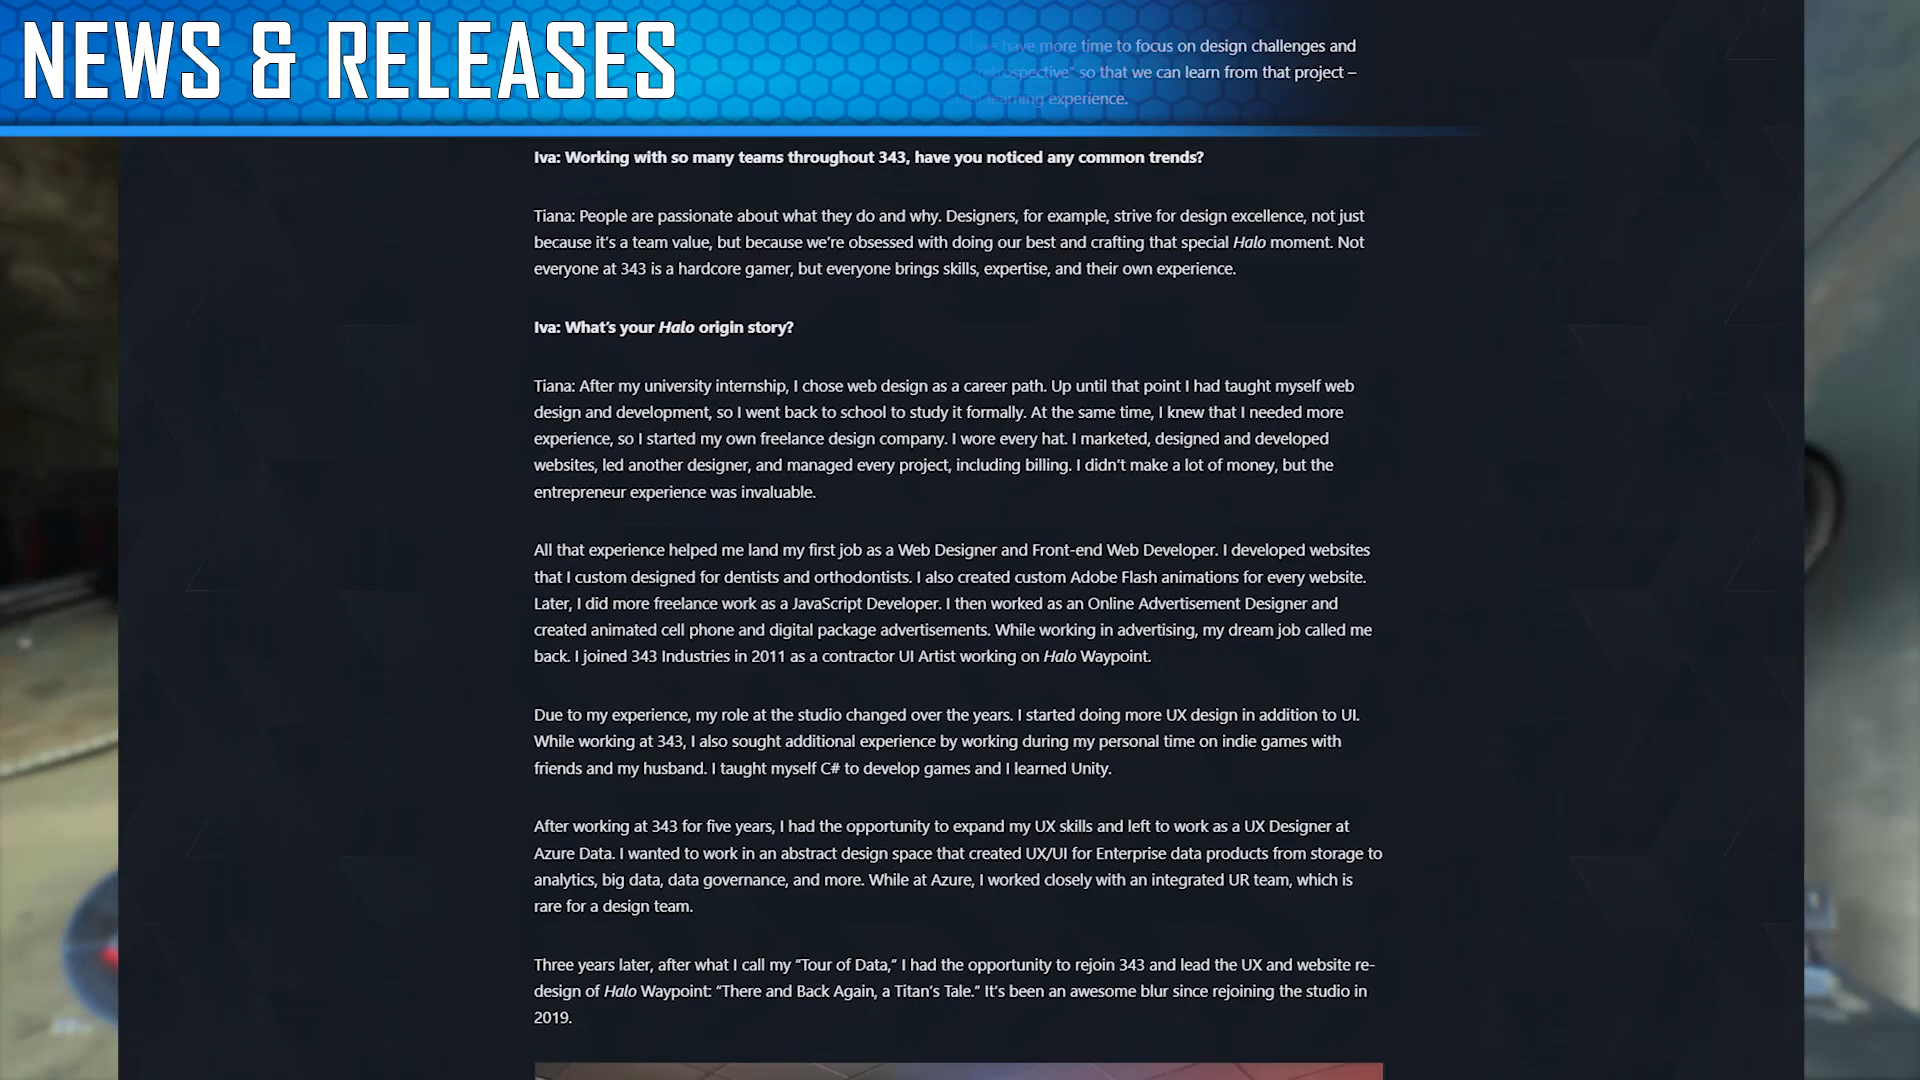 NEWS & RELEASES
have more time to focus on design challenges and
retrospective" so that we can learn from that project –
learning experience.
Iva: Working with so many teams throughout 343, have you noticed any common trends?
Tiana: People are passionate about what they do and why. Designers, for example, strive for design excellence, not just
because it's a team value, but because we're obsessed with doing our best and crafting that special Halo moment. Not
everyone at 343 is a hardcore gamer, but everyone brings skills, expertise, and their own experience.
Iva: What's your Halo origin story?
Tiana: After my university internship, I chose web design as a career path. Up until that point I had taught myself web
design and development, so I went back to school to study it formally. At the same time, I knew that I needed more
experience, so I started my own freelance design company. I wore every hat. I marketed, designed and developed
websites, led another designer, and managed every project, including billing. I didn't make a lot of money, but the
entrepreneur experience was invaluable.
All that experience helped me land my first job as a Web Designer and Front-end Web Developer. I developed websites
that I custom designed for dentists and orthodontists. I also created custom Adobe Flash animations for every website.
Later, I did more freelance work as a JavaScript Developer. I then worked as an Online Advertisement Designer and
created animated cell phone and digital package advertisements. While working in advertising, my dream job called me
back. I joined 343 Industries in 2011 as a contractor UI Artist working on Halo Waypoint.
Due to my experience, my role at the studio changed over the years. I started doing more UX design in addition to UI.
While working at 343, I also sought additional experience by working during my personal time on indie games with
friends and my husband. I taught myself C# to develop games and I learned Unity.
After working at 343 for five years, I had the opportunity to expand my UX skills and left to work as a UX Designer at
Azure Data. I wanted to work in an abstract design space that created UX/UI for Enterprise data products from storage to
analytics, big data, data governance, and more. While at Azure, I worked closely with an integrated UR team, which is
rare for a design team.
Three years later, after what I call my "Tour of Data," I had the opportunity to rejoin 343 and lead the UX and website re-
design of Halo Waypoint: "There and Back Again, a Titan's Tale." It's been an awesome blur since rejoining the studio in
2019.